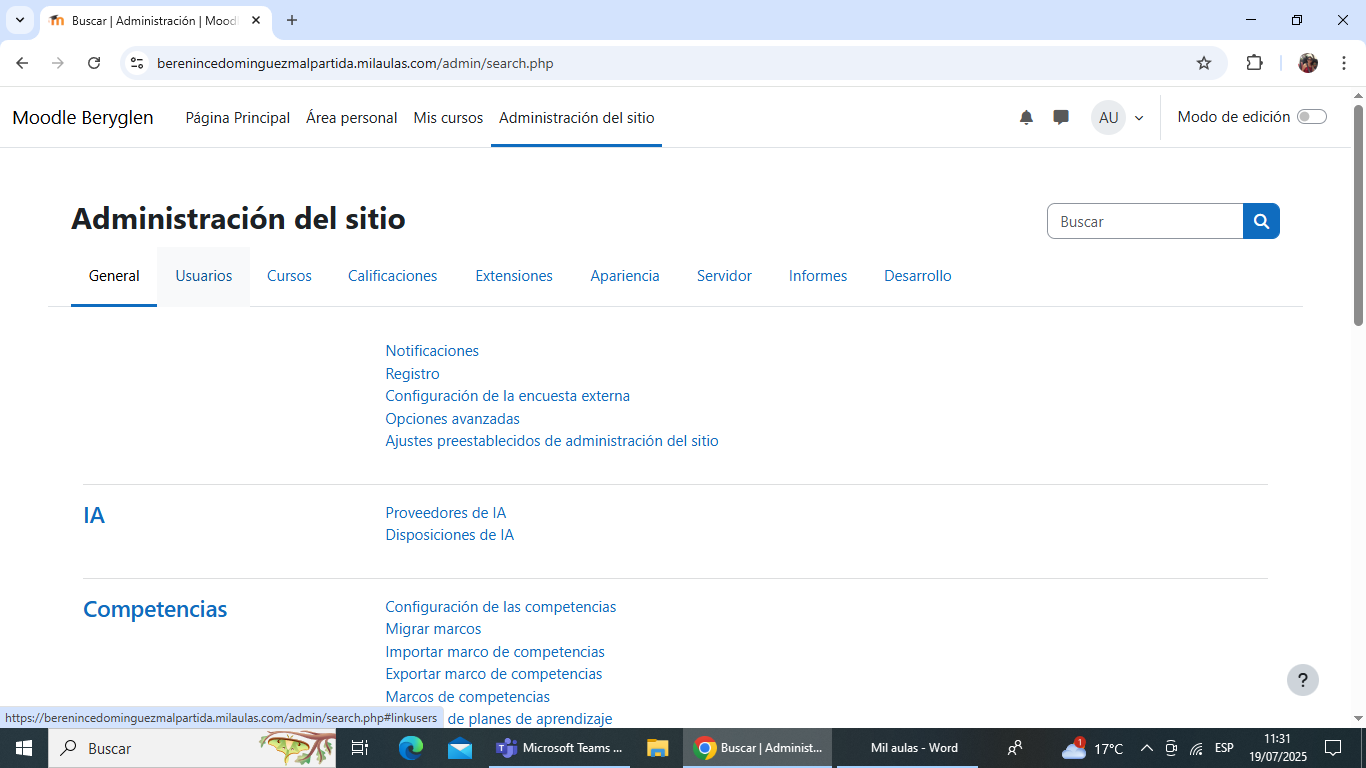 Buscar | Administración | Mood
berenincedominguezmalpartida.milaulas.com/admin/search.php
Moodle Beryglen
Página Principal
Área personal
Mis cursos
Administración del sitio
AU
Modo de edición
Administración del sitio
Buscar
General
Usuarios
Cursos
Calificaciones
Extensiones
Apariencia
Servidor
Informes
Desarrollo
Notificaciones
Registro
Configuración de la encuesta externa
Opciones avanzadas
Ajustes preestablecidos de administración del sitio
IA
Proveedores de IA
Disposiciones de IA
Competencias
Configuración de las competencias
Migrar marcos
Importar marco de competencias
Exportar marco de competencias
Marcos de competencias
de planes de aprendizaje
?
https://berenincedominguezmalpartida.milaulas.com/admin/search.php#linkusers
Buscar
Microsoft Teams ...
Buscar | Administ...
Mil aulas - Word
1
17°C
ESP
11:31
19/07/2025